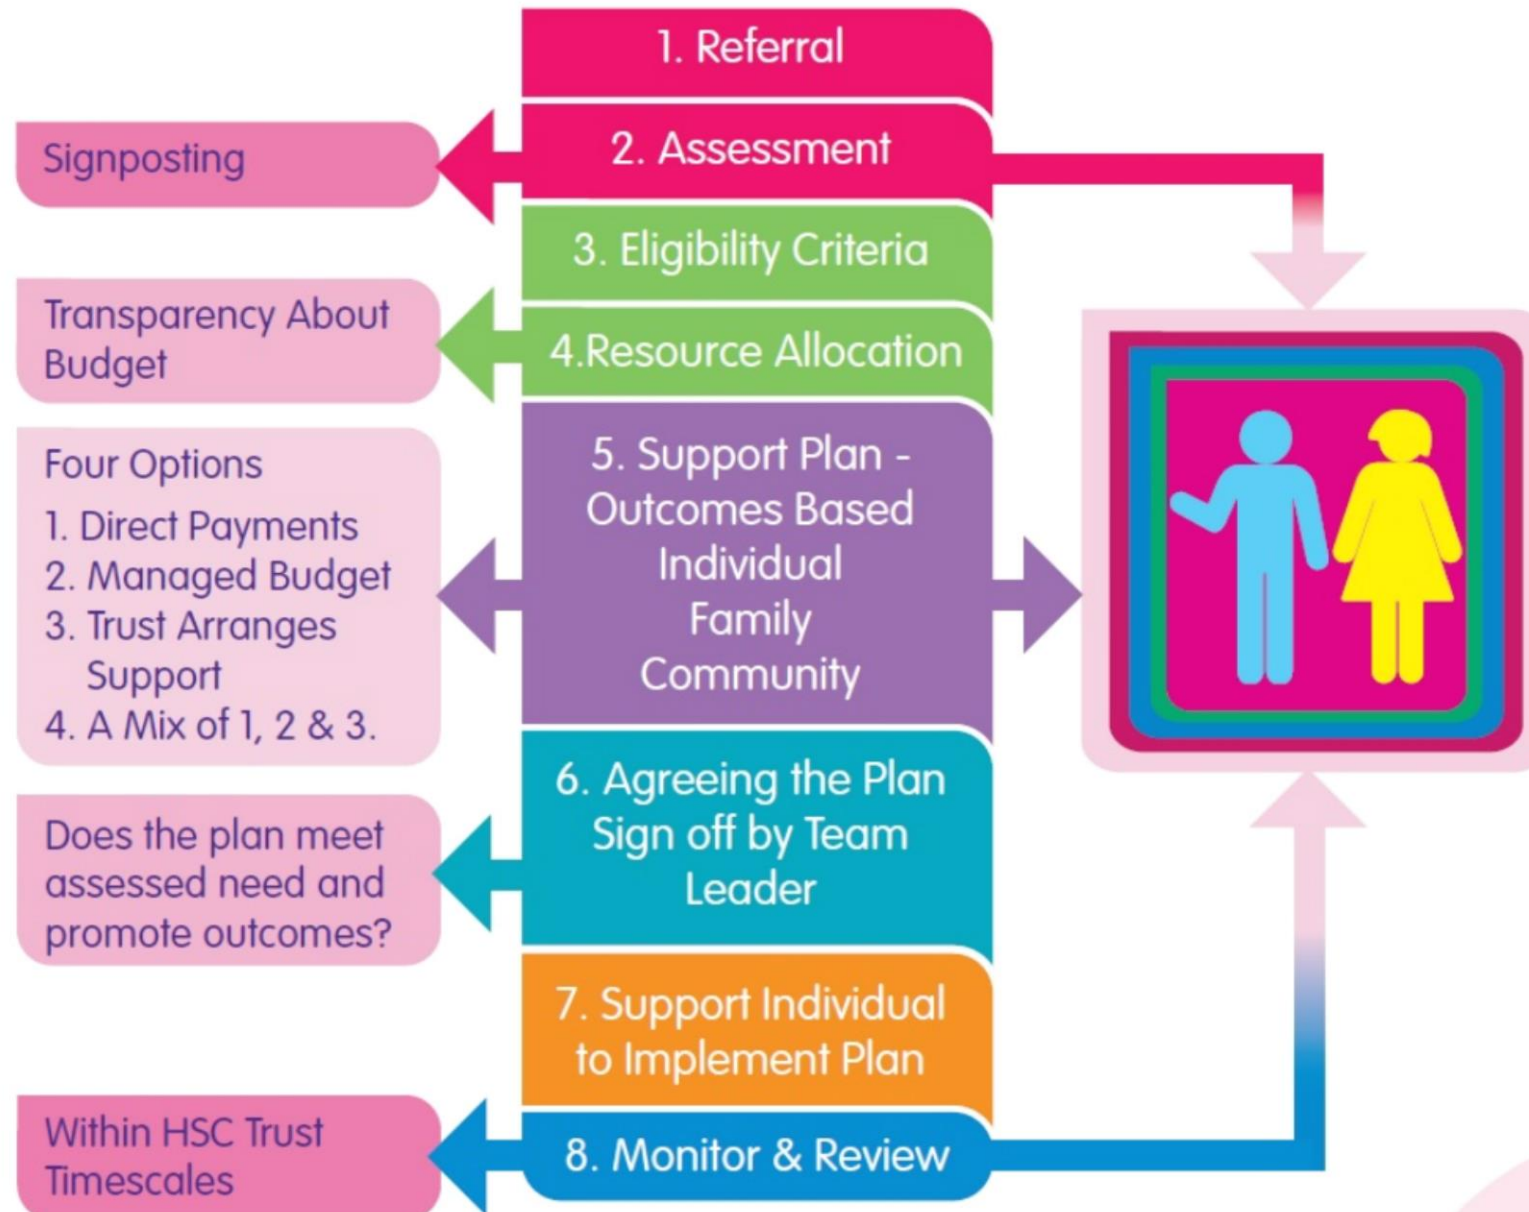 1. Referral
2. Assessment
Signposting
3. Eligibility Criteria
4.Resource Allocation
Transparency About
Budget
5. Support Plan -
Outcomes Based
Individual
Family
Community
Four Options
1. Direct Payments
2. Managed Budget
3. Trust Arranges
Support
4. A Mix of 1, 2 & 3.
6. Agreeing the Plan
Sign off by Team
Leader
Does the plan meet
assessed need and
promote outcomes?
7. Support Individual
to Implement Plan
8. Monitor & Review
Within HSC Trust
Timescales